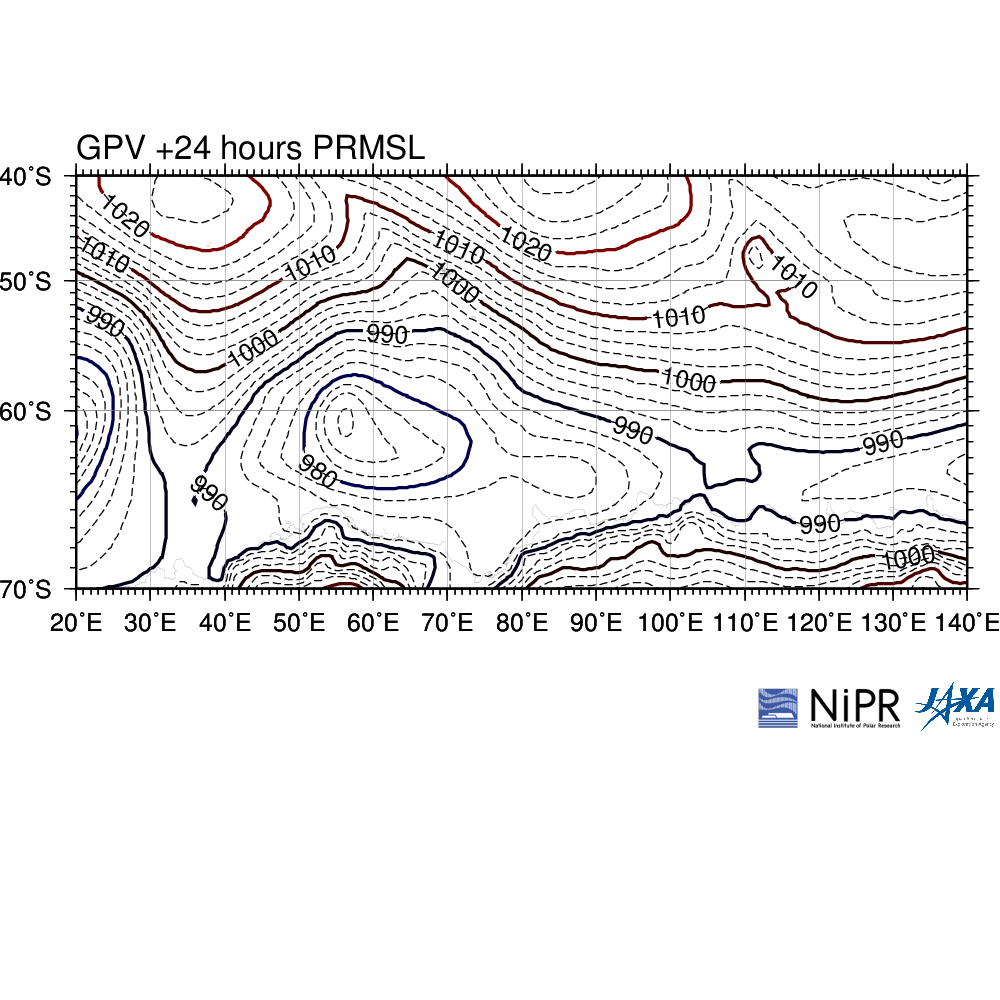 GPV +24 hours PRMSL
40°S
50°S
60°S
70°S
1020
1010
990
1010
1000
990
980
990
1010
1000
1020
1010
1010
1000
990
990
990
1000
20°E 30°E 40°E 50°E 60°E 70°E 80°E 90°E 100°E 110°E 120°E 130°E 140°E
NiPR
National Institute of Polar Research
JAXA
Japan Aerospace
Exploration Agency